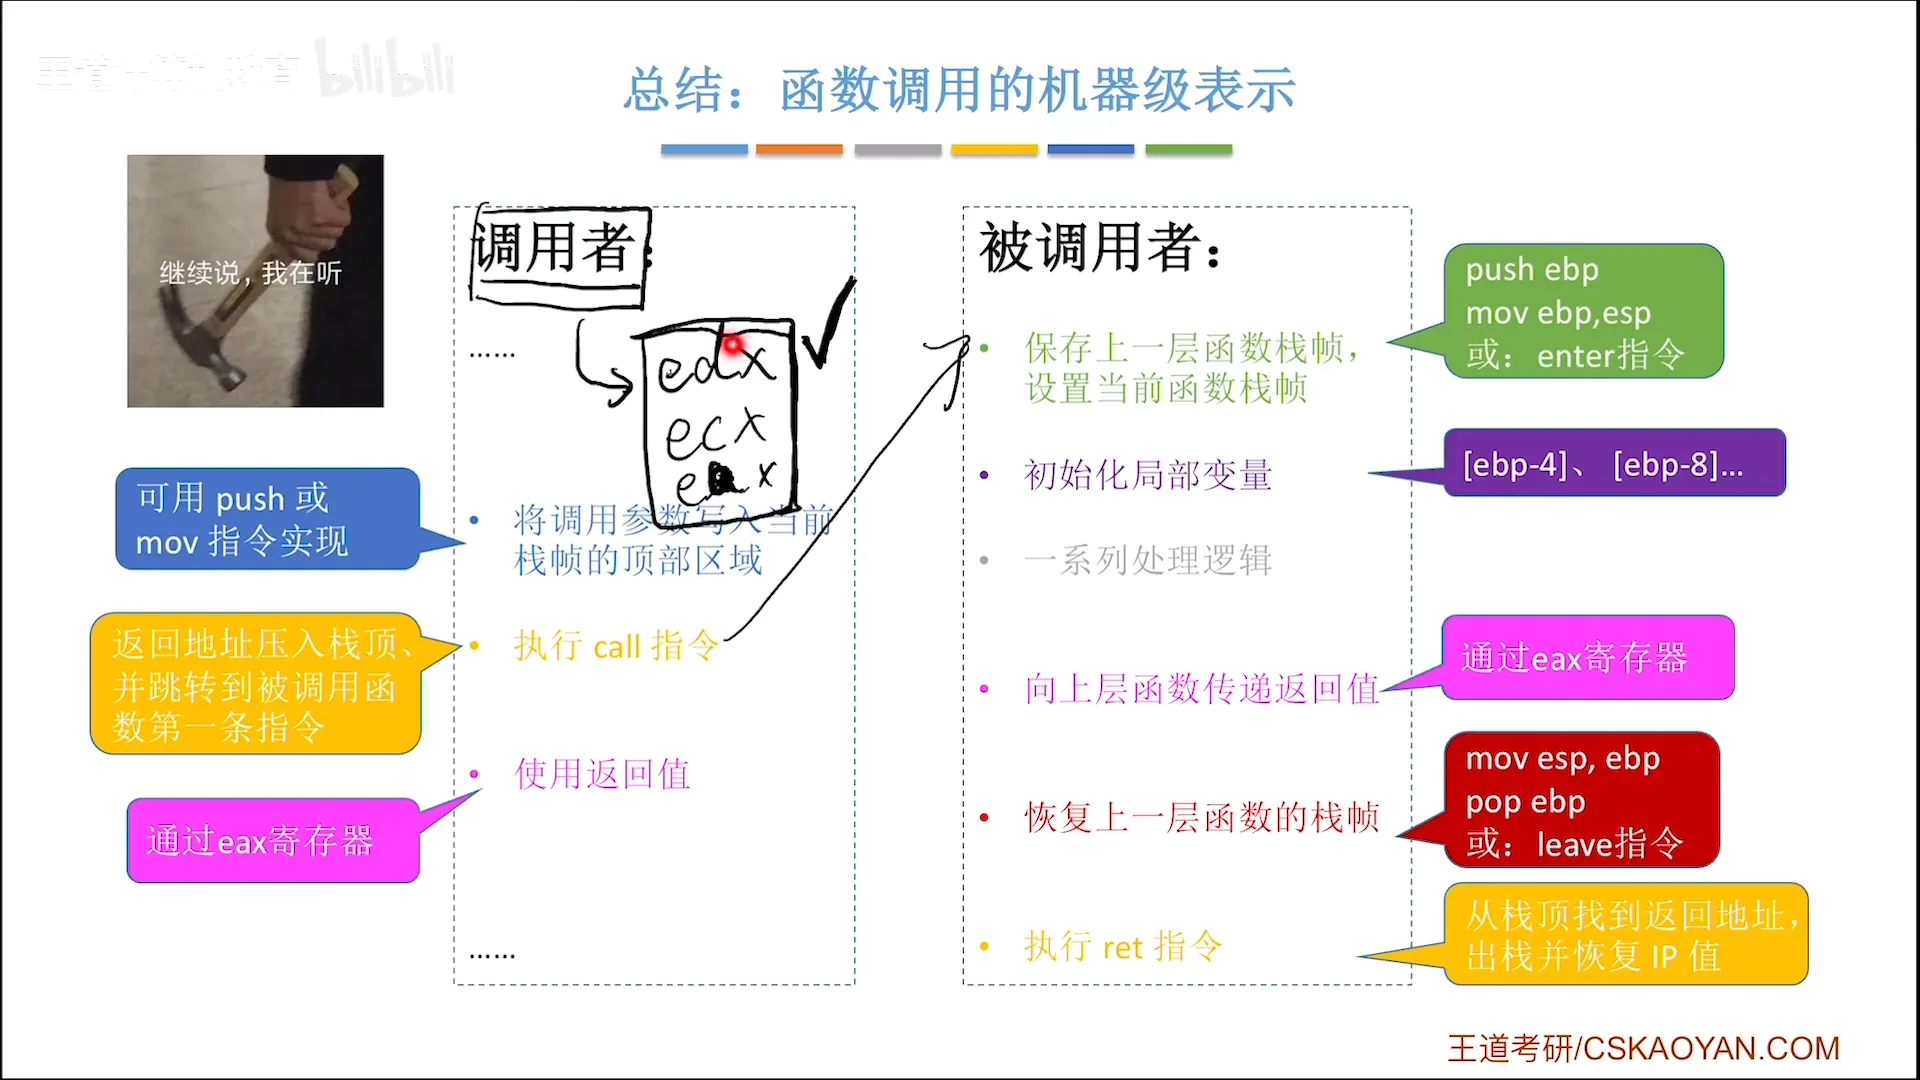 bilibili
总结：函数调用的机器级表示
继续说，我在听
调用者：
……
edx
ecx
可用 push 或
mov 指令实现
将调用参数写入当前
栈帧的顶部区域
返回地址压入栈顶、
并跳转到被调用函
数第一条指令
执行 call 指令
使用返回值
通过eax寄存器
……
被调用者：
保存上一层函数栈帧，
设置当前函数栈帧
push ebp
mov ebp,esp
或：enter指令
初始化局部变量
[ebp-4]、 [ebp-8]...
一系列处理逻辑
向上层函数传递返回值
通过eax寄存器
恢复上一层函数的栈帧
mov esp, ebp
pop ebp
或：leave指令
执行 ret 指令
从栈顶找到返回地址，
出栈并恢复 IP 值
王道考研/CSKAOYAN.COM